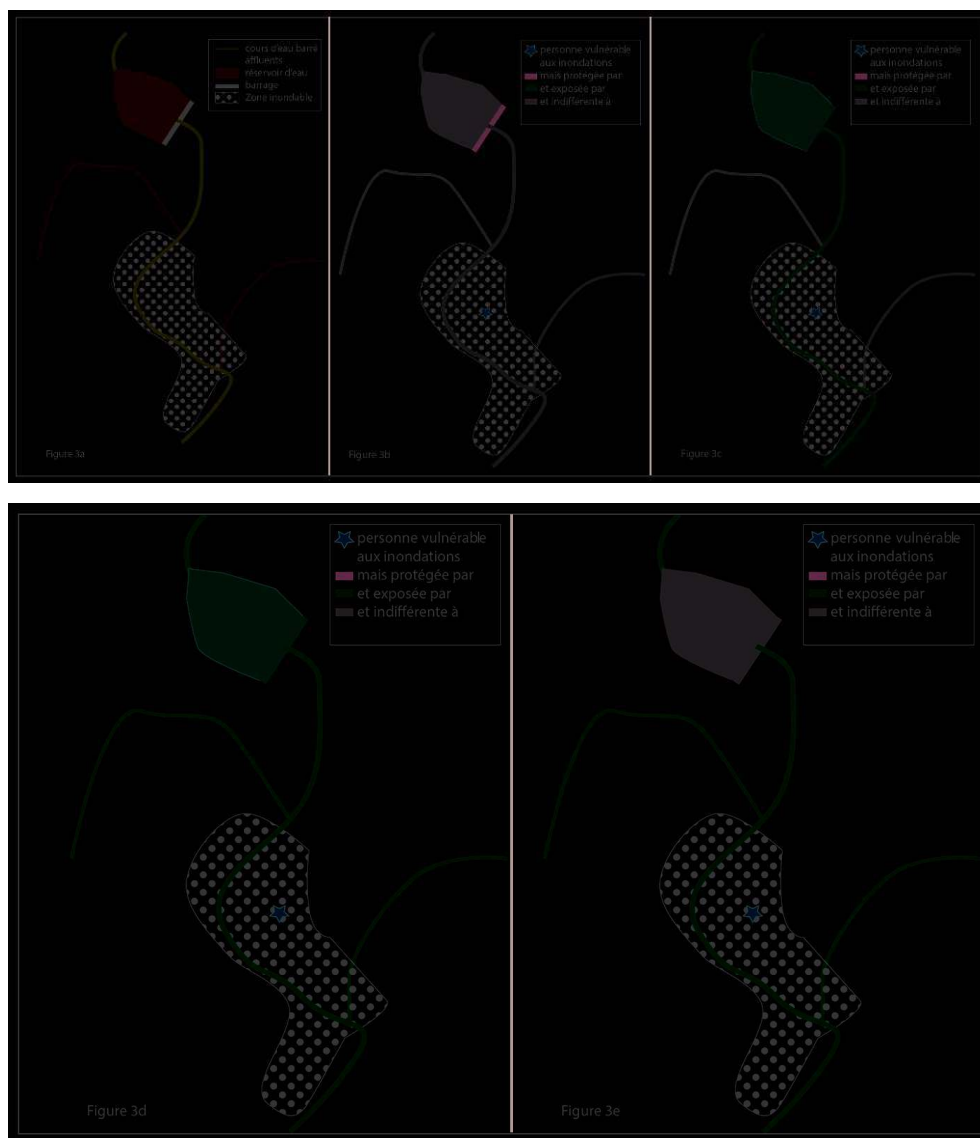 cours d'eau barré
affluents
réservoir d'eau
barrage
Zone inondable
Figure 3a
personne vulnérable
aux inondations
mais protégée par
et exposée par
et indifférente à
Figure 3b
personne vulnérable
aux inondations
mais protégée par
et exposée par
et indifférente à
Figure 3c
personne vulnérable
aux inondations
mais protégée par
et exposée par
et indifférente à
Figure 3d
personne vulnérable
aux inondations
mais protégée par
et exposée par
et indifférente à
Figure 3e